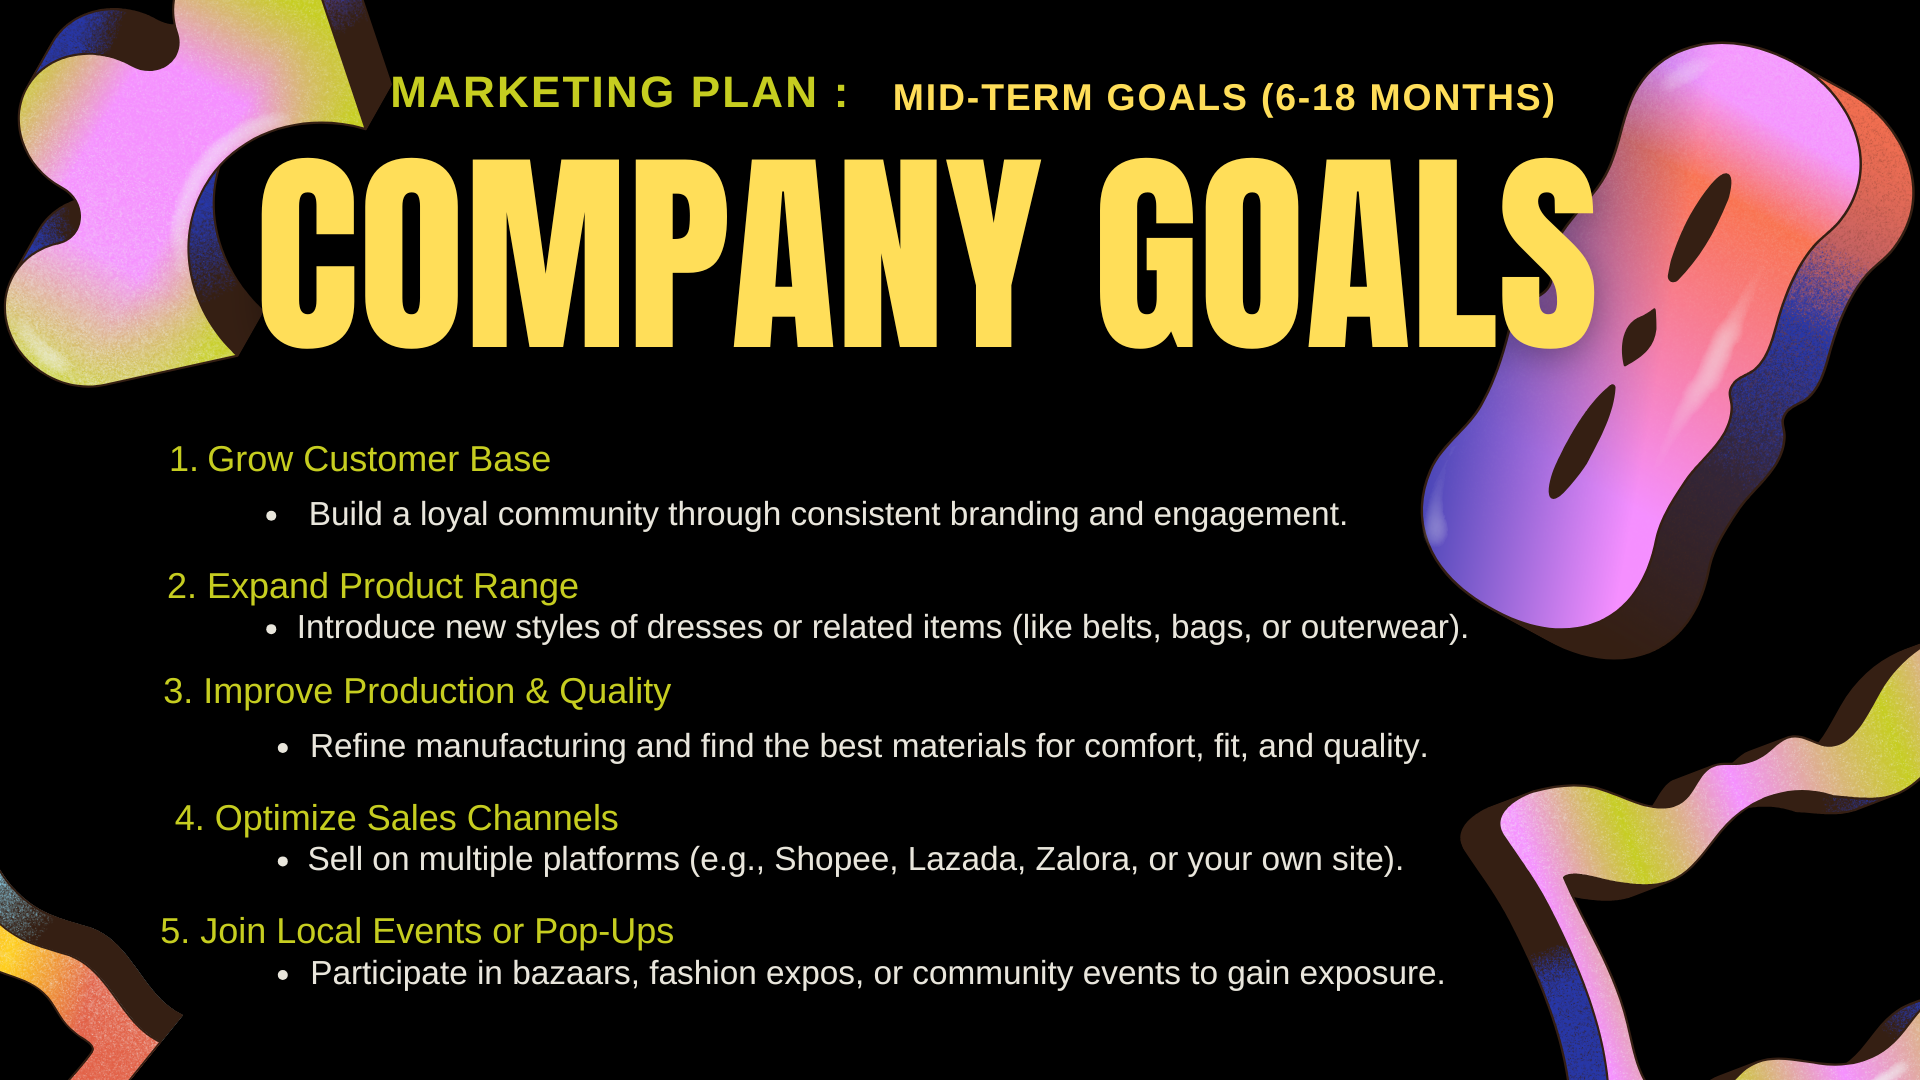 MARKETING PLAN : MID-TERM GOALS (6-18 MONTHS)
COMPANY GOALS
1. Grow Customer Base
• Build a loyal community through consistent branding and engagement.
2. Expand Product Range
• Introduce new styles of dresses or related items (like belts, bags, or outerwear).
3. Improve Production & Quality
• Refine manufacturing and find the best materials for comfort, fit, and quality.
4. Optimize Sales Channels
• Sell on multiple platforms (e.g., Shopee, Lazada, Zalora, or your own site).
5. Join Local Events or Pop-Ups
• Participate in bazaars, fashion expos, or community events to gain exposure.